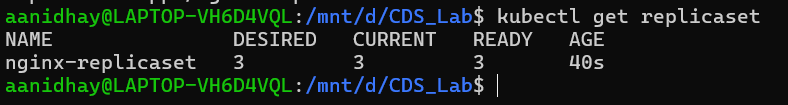 aanidhay@LAPTOP-VH6D4VQL:/mnt/d/CDS_Lab$ kubectl get replicaset
NAME               DESIRED   CURRENT   READY   AGE
nginx-replicaset   3         3         3       40s
aanidhay@LAPTOP-VH6D4VQL:/mnt/d/CDS_Lab$